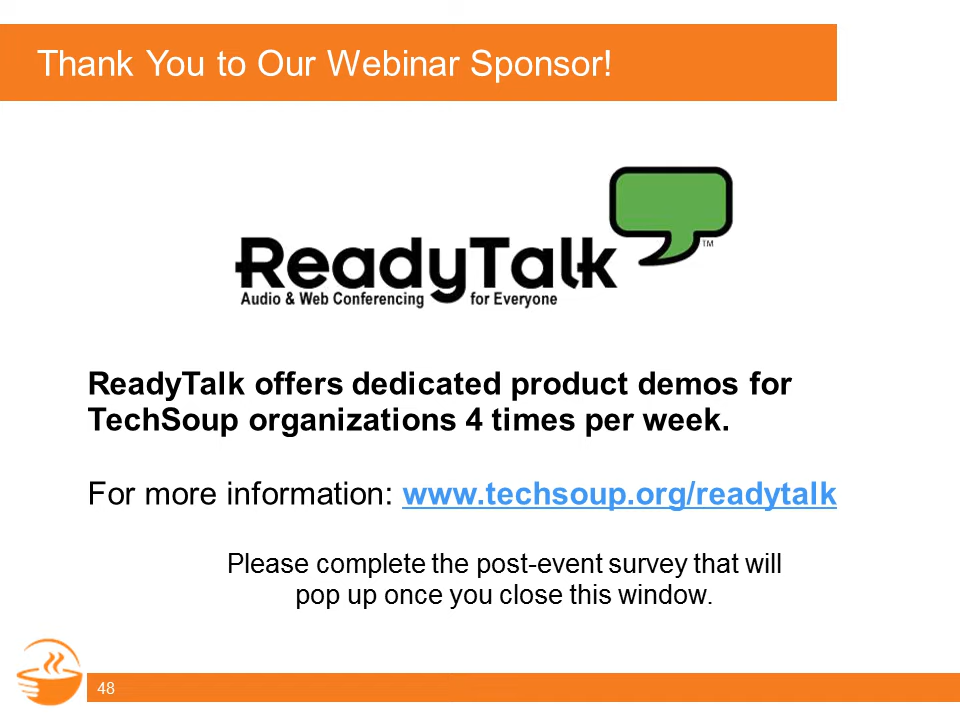 Thank You to Our Webinar Sponsor!
ReadyTalk
TM
Audio & Web Conferencing for Everyone
ReadyTalk offers dedicated product demos for
TechSoup organizations 4 times per week.
For more information: www.techsoup.org/readytalk
Please complete the post-event survey that will
pop up once you close this window.
48